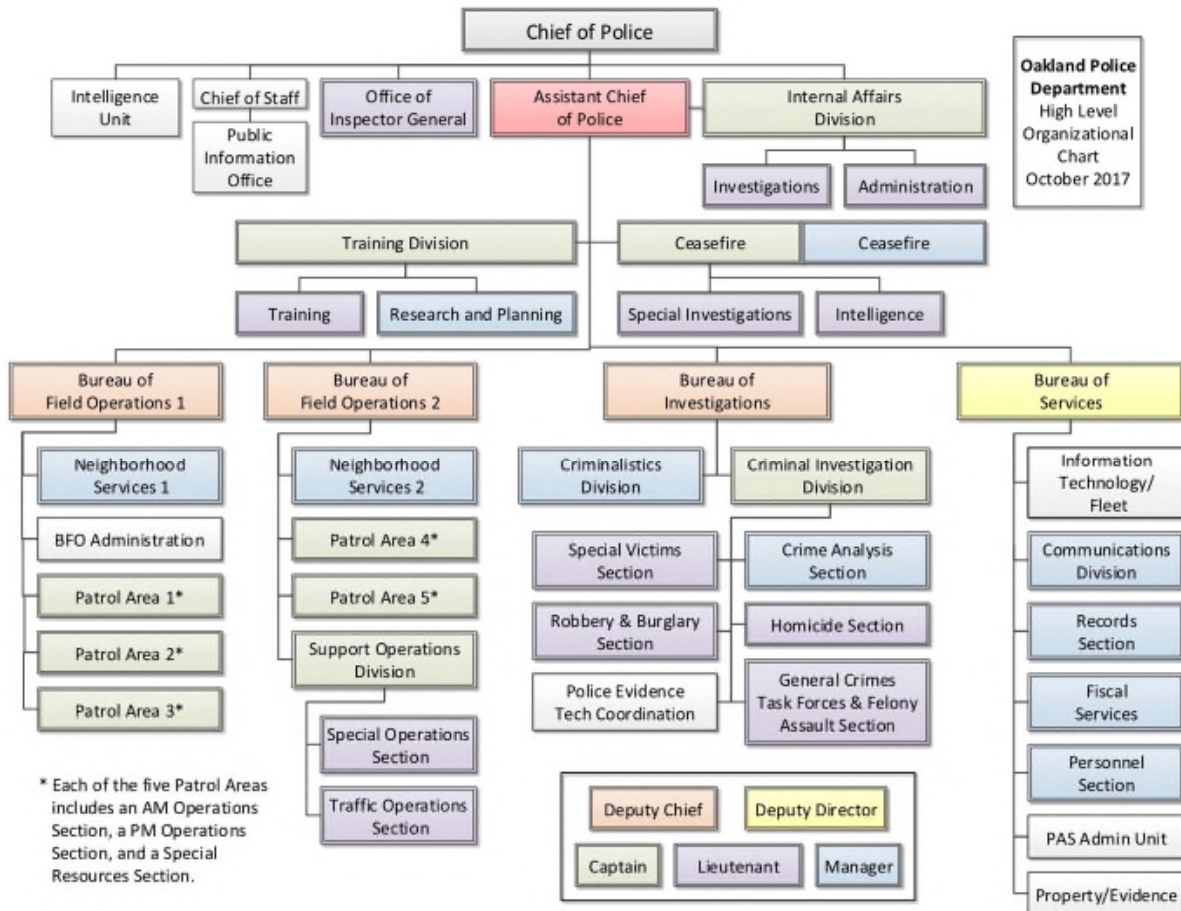 Chief of Police
Oakland Police
Department
High Level
Organizational
Chart
October 2017
Intelligence
Unit
Chief of Staff
Public
Information
Office
Office of
Inspector General
Assistant Chief
of Police
Internal Affairs
Division
Investigations
Administration
Training Division
Ceasefire
Ceasefire
Training
Research and Planning
Special Investigations
Intelligence
Bureau of
Field Operations 1
Neighborhood
Services 1
BFO Administration
Patrol Area 1*
Patrol Area 2*
Patrol Area 3*
Bureau of
Field Operations 2
Neighborhood
Services 2
Patrol Area 4*
Patrol Area 5*
Support Operations
Division
Special Operations
Section
Traffic Operations
Section
Bureau of
Investigations
Criminalistics
Division
Criminal Investigation
Division
Special Victims
Section
Crime Analysis
Section
Robbery & Burglary
Section
Homicide Section
Police Evidence
Tech Coordination
General Crimes
Task Forces & Felony
Assault Section
Bureau of
Services
Information
Technology/
Fleet
Communications
Division
Records
Section
Fiscal
Services
Personnel
Section
PAS Admin Unit
Property/Evidence
* Each of the five Patrol Areas
includes an AM Operations
Section, a PM Operations
Section, and a Special
Resources Section.
Deputy Chief
Deputy Director
Captain
Lieutenant
Manager